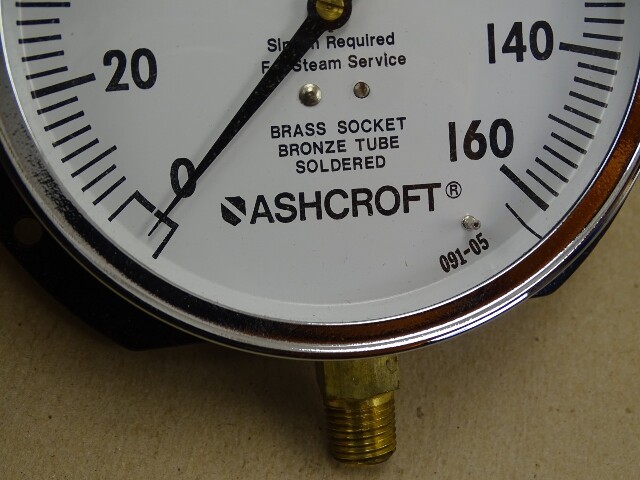 20
140
Required
Steam Service
BRASS SOCKET
BRONZE TUBE
SOLDERED
160
0
ASHCROFT®
091-05